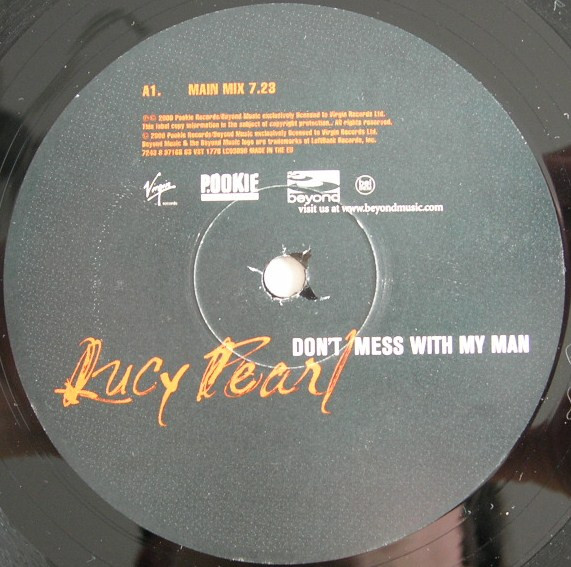 A1. MAIN MIX 7.23
℗© 2000 Pookie Records/Beyond Music exclusively licensed to Virgin Records Ltd.
This label copy information is the subject of copyright protection. All rights reserved.
© 2000 Pookie Records/Beyond Music exclusively licensed to Virgin Records Ltd.
Beyond Music & the Beyond Music logo are trademarks of LeftBank Records, Inc.
MADE IN THE EU
Virgin records POOKIE beyond
visit us at www.beyondmusic.com
DON'T MESS WITH MY MAN
Lucy Pearl